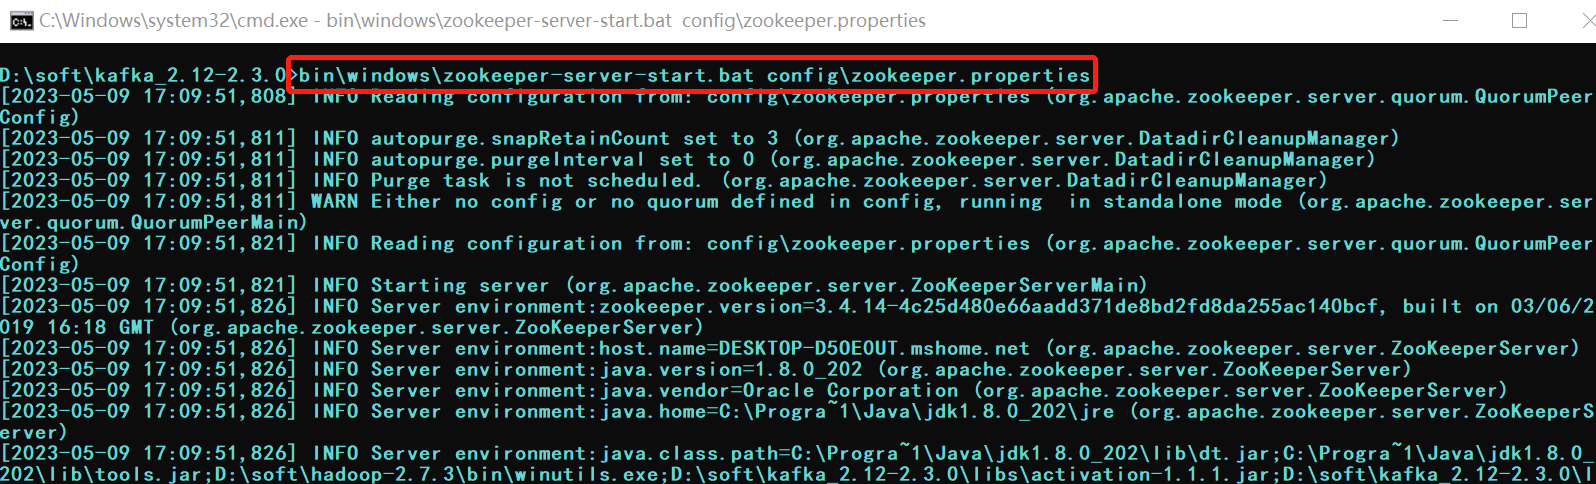 C:\Windows\system32\cmd.exe - bin\windows\zookeeper-server-start.bat  config\zookeeper.properties
D:\soft\kafka_2.12-2.3.0>bin\windows\zookeeper-server-start.bat config\zookeeper.properties
[2023-05-09 17:09:51,808] INFO Reading configuration from: config\zookeeper.properties (org.apache.zookeeper.server.quorum.QuorumPeer
Config)
[2023-05-09 17:09:51,811] INFO autopurge.snapRetainCount set to 3 (org.apache.zookeeper.server.DatadirCleanupManager)
[2023-05-09 17:09:51,811] INFO autopurge.purgeInterval set to 0 (org.apache.zookeeper.server.DatadirCleanupManager)
[2023-05-09 17:09:51,811] INFO Purge task is not scheduled. (org.apache.zookeeper.server.DatadirCleanupManager)
[2023-05-09 17:09:51,811] WARN Either no config or no quorum defined in config, running  in standalone mode (org.apache.zookeeper.ser
ver.quorum.QuorumPeerMain)
[2023-05-09 17:09:51,821] INFO Reading configuration from: config\zookeeper.properties (org.apache.zookeeper.server.quorum.QuorumPeer
Config)
[2023-05-09 17:09:51,821] INFO Starting server (org.apache.zookeeper.server.ZooKeeperServerMain)
[2023-05-09 17:09:51,826] INFO Server environment:zookeeper.version=3.4.14-4c25d480e66aadd371de8bd2fd8da255ac140bcf, built on 03/06/2
019 16:18 GMT (org.apache.zookeeper.server.ZooKeeperServer)
[2023-05-09 17:09:51,826] INFO Server environment:host.name=DESKTOP-D50EOUT.mshome.net (org.apache.zookeeper.server.ZooKeeperServer)
[2023-05-09 17:09:51,826] INFO Server environment:java.version=1.8.0_202 (org.apache.zookeeper.server.ZooKeeperServer)
[2023-05-09 17:09:51,826] INFO Server environment:java.vendor=Oracle Corporation (org.apache.zookeeper.server.ZooKeeperServer)
[2023-05-09 17:09:51,826] INFO Server environment:java.home=C:\Progra~1\Java\jdk1.8.0_202\jre (org.apache.zookeeper.server.ZooKeeperS
erver)
[2023-05-09 17:09:51,826] INFO Server environment:java.class.path=C:\Progra~1\Java\jdk1.8.0_202\lib\dt.jar;C:\Progra~1\Java\jdk1.8.0_
202\lib\tools.jar;D:\soft\hadoop-2.7.3\bin\winutils.exe;D:\soft\kafka_2.12-2.3.0\libs\activation-1.1.1.jar;D:\soft\kafka_2.12-2.3.0\l